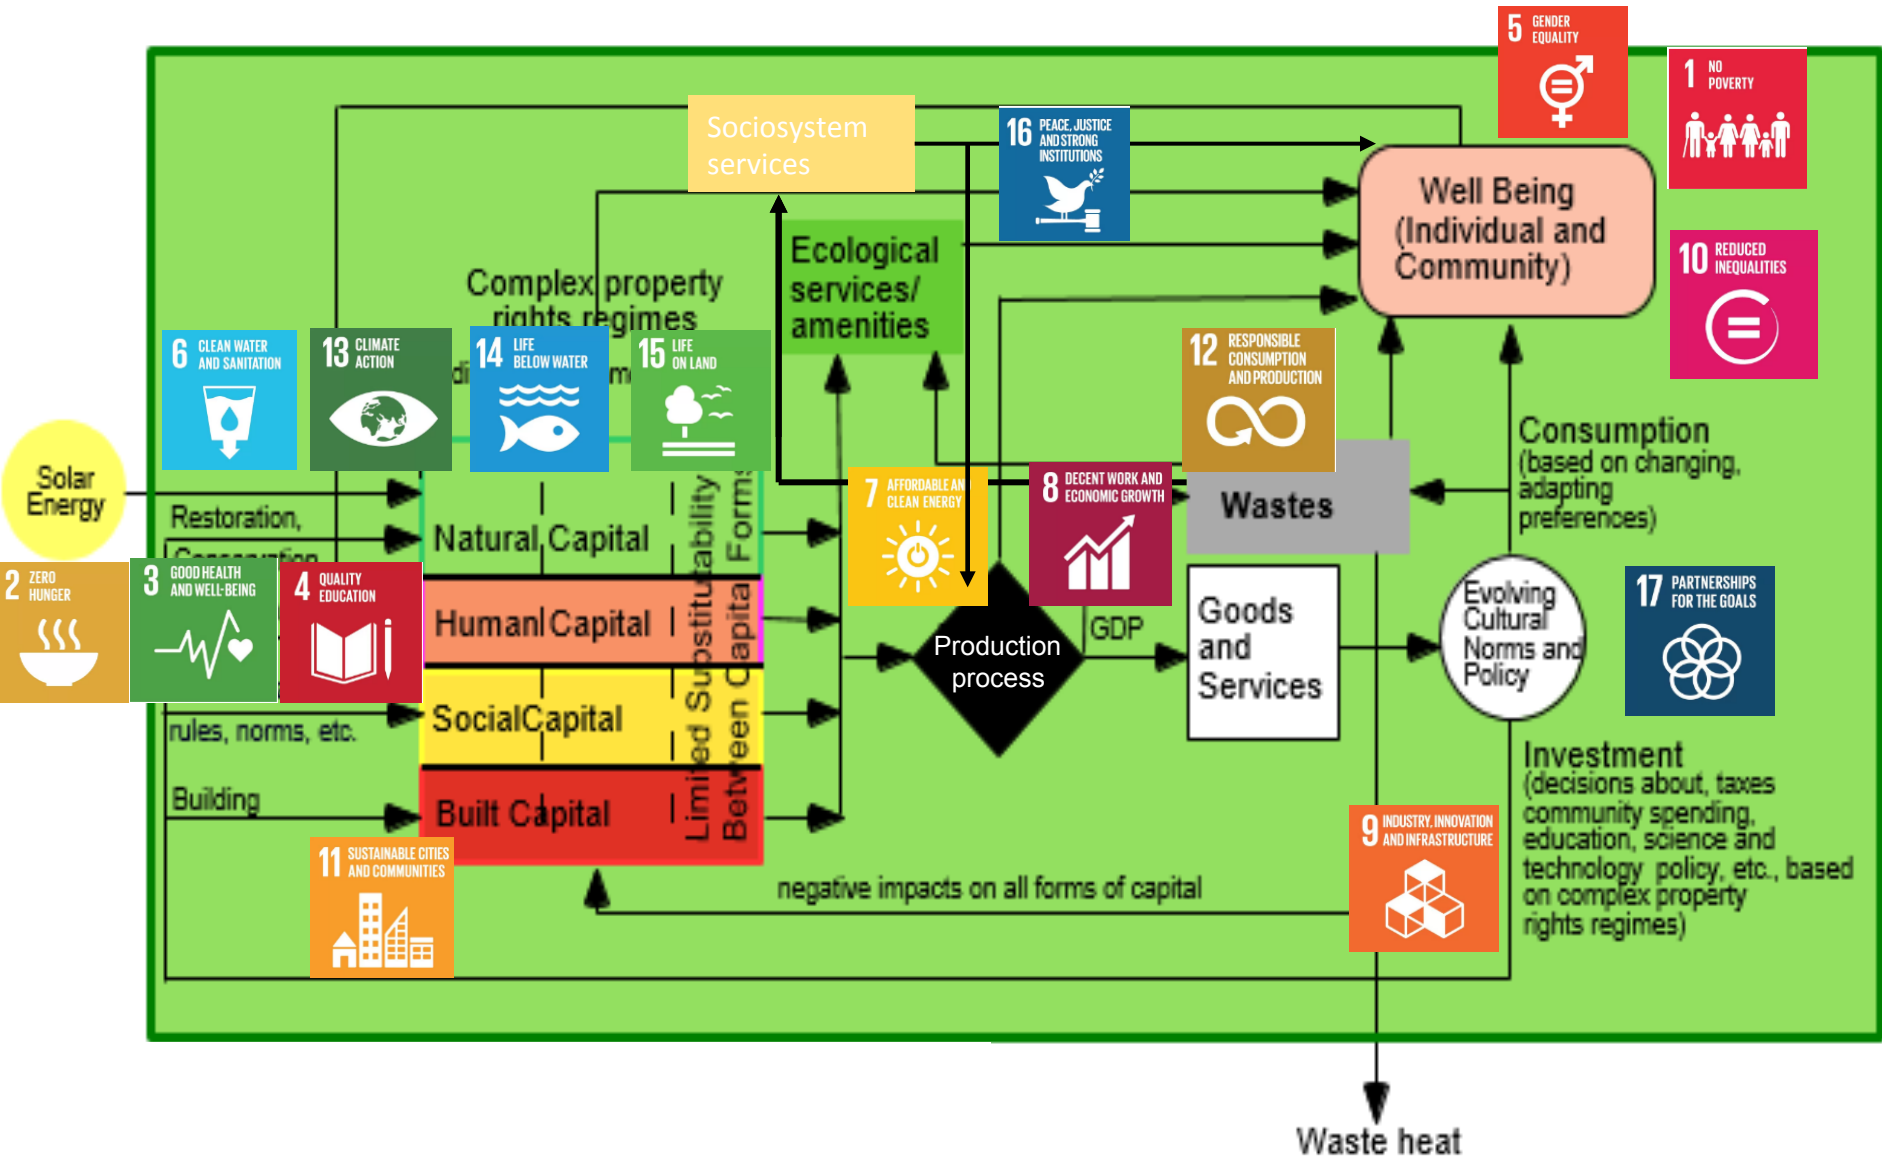 5 GENDER
EQUALITY
1 NO
POVERTY
Sociosystem
services
16 PEACE, JUSTICE
AND STRONG
INSTITUTIONS
Well Being
(Individual and
Community)
Ecological
services/
amenities
10 REDUCED
INEQUALITIES
Complex property
rights regimes
6 CLEAN WATER
AND SANITATION
13 CLIMATE
ACTION
14 LIFE
BELOW WATER
15 LIFE
ON LAND
12 RESPONSIBLE
CONSUMPTION
AND PRODUCTION
Solar
Energy
Consumption
(based on changing,
adapting
preferences)
7 AFFORDABLE AND
CLEAN ENERGY
8 DECENT WORK AND
ECONOMIC GROWTH
Wastes
Restoration,
Conservation
Natural Capital
Limited Substitutability
Between Capital Forms
2 ZERO
HUNGER
3 GOOD HEALTH
AND WELL-BEING
4 QUALITY
EDUCATION
Human Capital
Production
process
GDP
Goods
and
Services
Evolving
Cultural
Norms and
Policy
17 PARTNERSHIPS
FOR THE GOALS
rules, norms, etc.
Social Capital
Building
Built Capital
Investment
(decisions about, taxes
community spending,
education, science and
technology policy, etc., based
on complex property
rights regimes)
9 INDUSTRY, INNOVATION
AND INFRASTRUCTURE
11 SUSTAINABLE CITIES
AND COMMUNITIES
negative impacts on all forms of capital
Waste heat